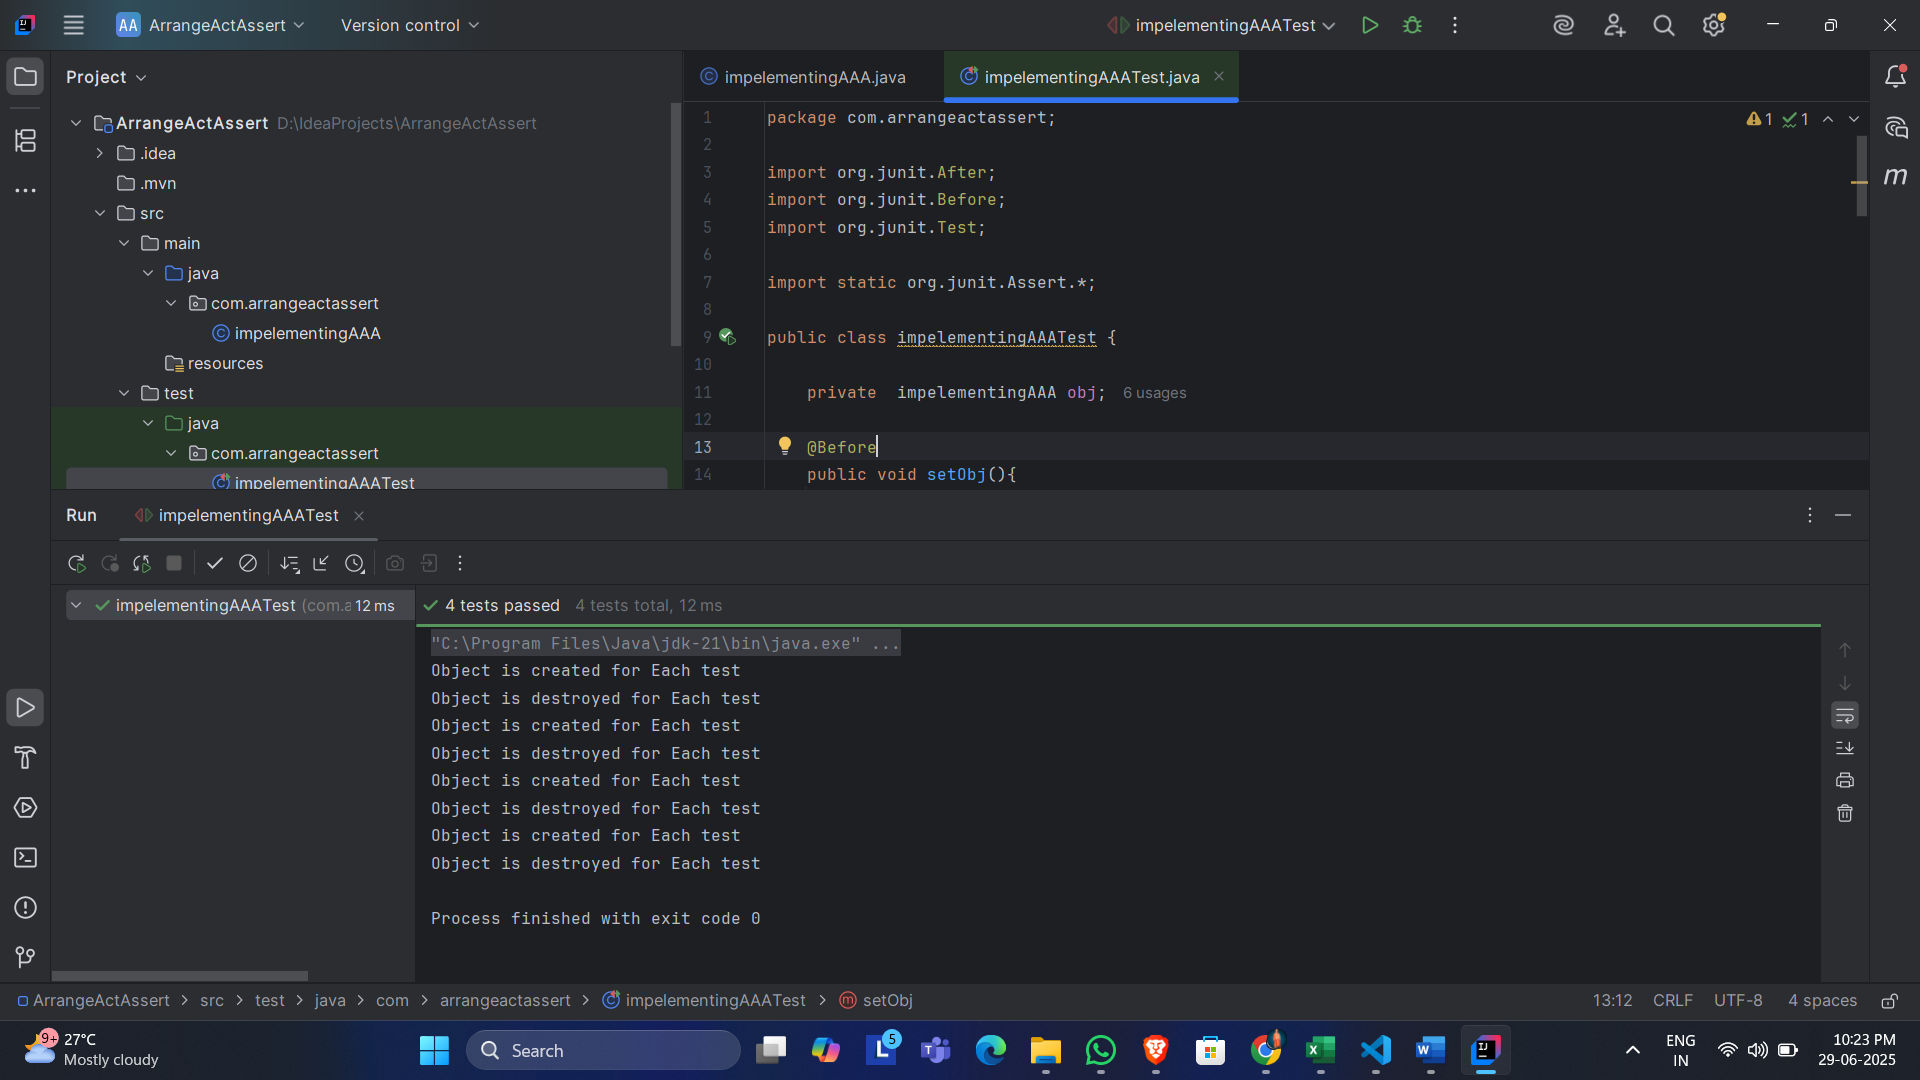 AA ArrangeActAssert Version control impelementingAAATest
Project
impelementingAAA.java impelementingAAATest.java
ArrangeActAssert D:\IdeaProjects\ArrangeActAssert
.idea
.mvn
src
main
java
com.arrangeactassert
impelementingAAA
resources
test
java
com.arrangeactassert
impelementingAAATest
1 package com.arrangeactassert;
2
3 import org.junit.After;
4 import org.junit.Before;
5 import org.junit.Test;
6
7 import static org.junit.Assert.*;
8
9 public class impelementingAAATest {
10
11 private  impelementingAAA obj; 6 usages
12
13 @Before
14 public void setObj(){
1 1
m
Run impelementingAAATest
impelementingAAATest (com.a 12 ms
4 tests passed 4 tests total, 12 ms
"C:\Program Files\Java\jdk-21\bin\java.exe" ...
Object is created for Each test
Object is destroyed for Each test
Object is created for Each test
Object is destroyed for Each test
Object is created for Each test
Object is destroyed for Each test
Object is created for Each test
Object is destroyed for Each test
Process finished with exit code 0
ArrangeActAssert > src > test > java > com > arrangeactassert > impelementingAAATest > setObj
13:12 CRLF UTF-8 4 spaces
9+ 27°C
Mostly cloudy
Search
5
ENG
IN
10:23 PM
29-06-2025